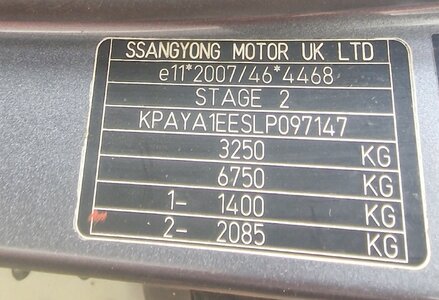 SSANGYONG MOTOR UK LTD
e11*2007/46*4468
STAGE 2
KPAYA1EESLP097147
3250 KG
6750 KG
1- 1400 KG
2- 2085 KG